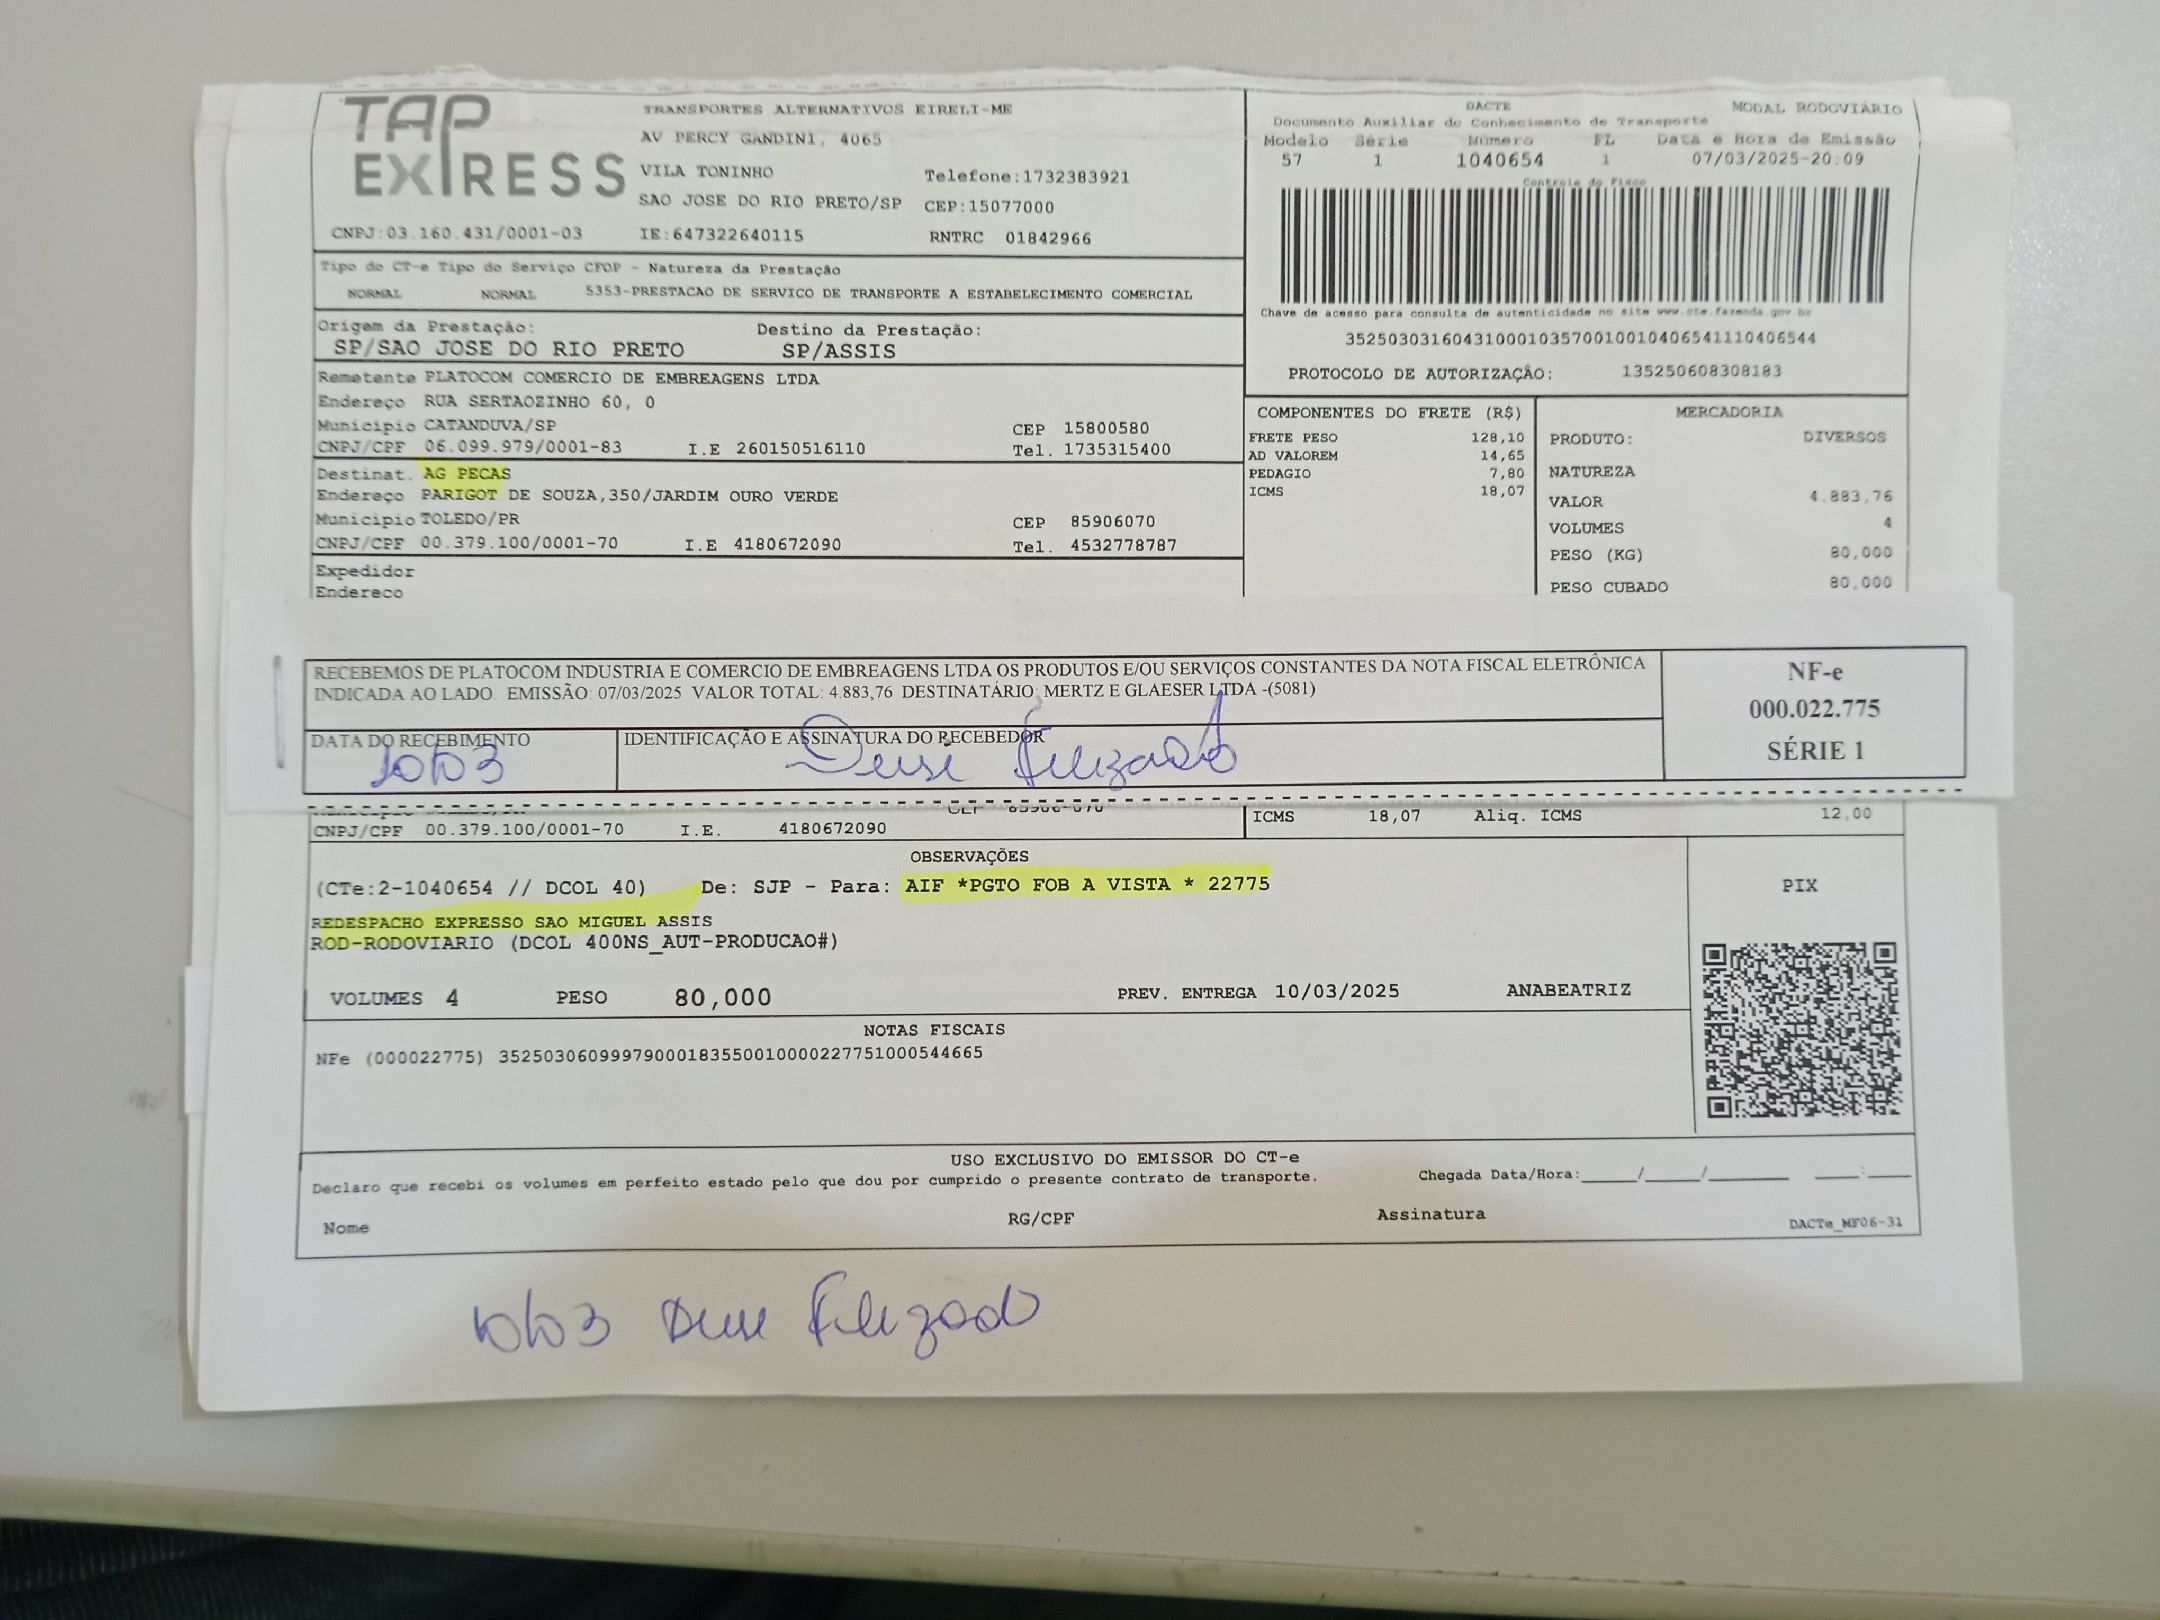 TAP EXPRESS
TRANSPORTES ALTERNATIVOS EIRELI-ME
AV PERCY GANDINI, 4065
VILA TONINHO Telefone:1732383921
SAO JOSE DO RIO PRETO/SP CEP:15077000
CNPJ:03.160.431/0001-03 IE:647322640115 RNTRC 01842966
DACTE MODAL RODOVIÁRIO
Documento Auxiliar do Conhecimento de Transporte
Modelo Série Número FL Data e Hora de Emissão
57 1 1040654 1 07/03/2025-20:09
Controle do Fisco
Chave de acesso para consulta de autenticidade no site www.cte.fazenda.gov.br
35250303160431000103570010010406541110406544
PROTOCOLO DE AUTORIZAÇÃO: 135250608308183
Tipo do CT-e Tipo do Serviço CFOP - Natureza da Prestação
NORMAL NORMAL 5353-PRESTACAO DE SERVICO DE TRANSPORTE A ESTABELECIMENTO COMERCIAL
Origem da Prestação: Destino da Prestação:
SP/SAO JOSE DO RIO PRETO SP/ASSIS
Remetente PLATOCOM COMERCIO DE EMBREAGENS LTDA
Endereço RUA SERTAOZINHO 60, 0
Municipio CATANDUVA/SP CEP 15800580
CNPJ/CPF 06.099.979/0001-83 I.E 260150516110 Tel. 1735315400
Destinat. AG PECAS
Endereço PARIGOT DE SOUZA,350/JARDIM OURO VERDE
Municipio TOLEDO/PR CEP 85906070
CNPJ/CPF 00.379.100/0001-70 I.E 4180672090 Tel. 4532778787
Expedidor
Endereco
COMPONENTES DO FRETE (R$)
FRETE PESO 128,10
AD VALOREM 14,65
PEDAGIO 7,80
ICMS 18,07
MERCADORIA
PRODUTO: DIVERSOS
NATUREZA
VALOR 4.883,76
VOLUMES 4
PESO (KG) 80,000
PESO CUBADO 80,000
RECEBEMOS DE PLATOCOM INDUSTRIA E COMERCIO DE EMBREAGENS LTDA OS PRODUTOS E/OU SERVIÇOS CONSTANTES DA NOTA FISCAL ELETRÔNICA
INDICADA AO LADO. EMISSÃO: 07/03/2025 VALOR TOTAL: 4.883,76 DESTINATÁRIO: MERTZ E GLAESER LTDA -(5081)
NF-e
000.022.775
SÉRIE 1
DATA DO RECEBIMENTO IDENTIFICAÇÃO E ASSINATURA DO RECEBEDOR
10/03
CNPJ/CPF 00.379.100/0001-70 I.E. 4180672090
ICMS 18,07 Aliq. ICMS 12,00
OBSERVAÇÕES
(CTe:2-1040654 // DCOL 40) De: SJP - Para: AIF *PGTO FOB A VISTA * 22775
REDESPACHO EXPRESSO SAO MIGUEL ASSIS
ROD-RODOVIARIO (DCOL 400NS_AUT-PRODUCAO#)
PIX
VOLUMES 4 PESO 80,000 PREV. ENTREGA 10/03/2025 ANABEATRIZ
NOTAS FISCAIS
NFe (000022775) 35250306099979000183550010000227751000544665
USO EXCLUSIVO DO EMISSOR DO CT-e
Declaro que recebi os volumes em perfeito estado pelo que dou por cumprido o presente contrato de transporte. Chegada Data/Hora:_____/_____/_______ ____:____
Nome RG/CPF Assinatura DACTe_MF06-31
10/03